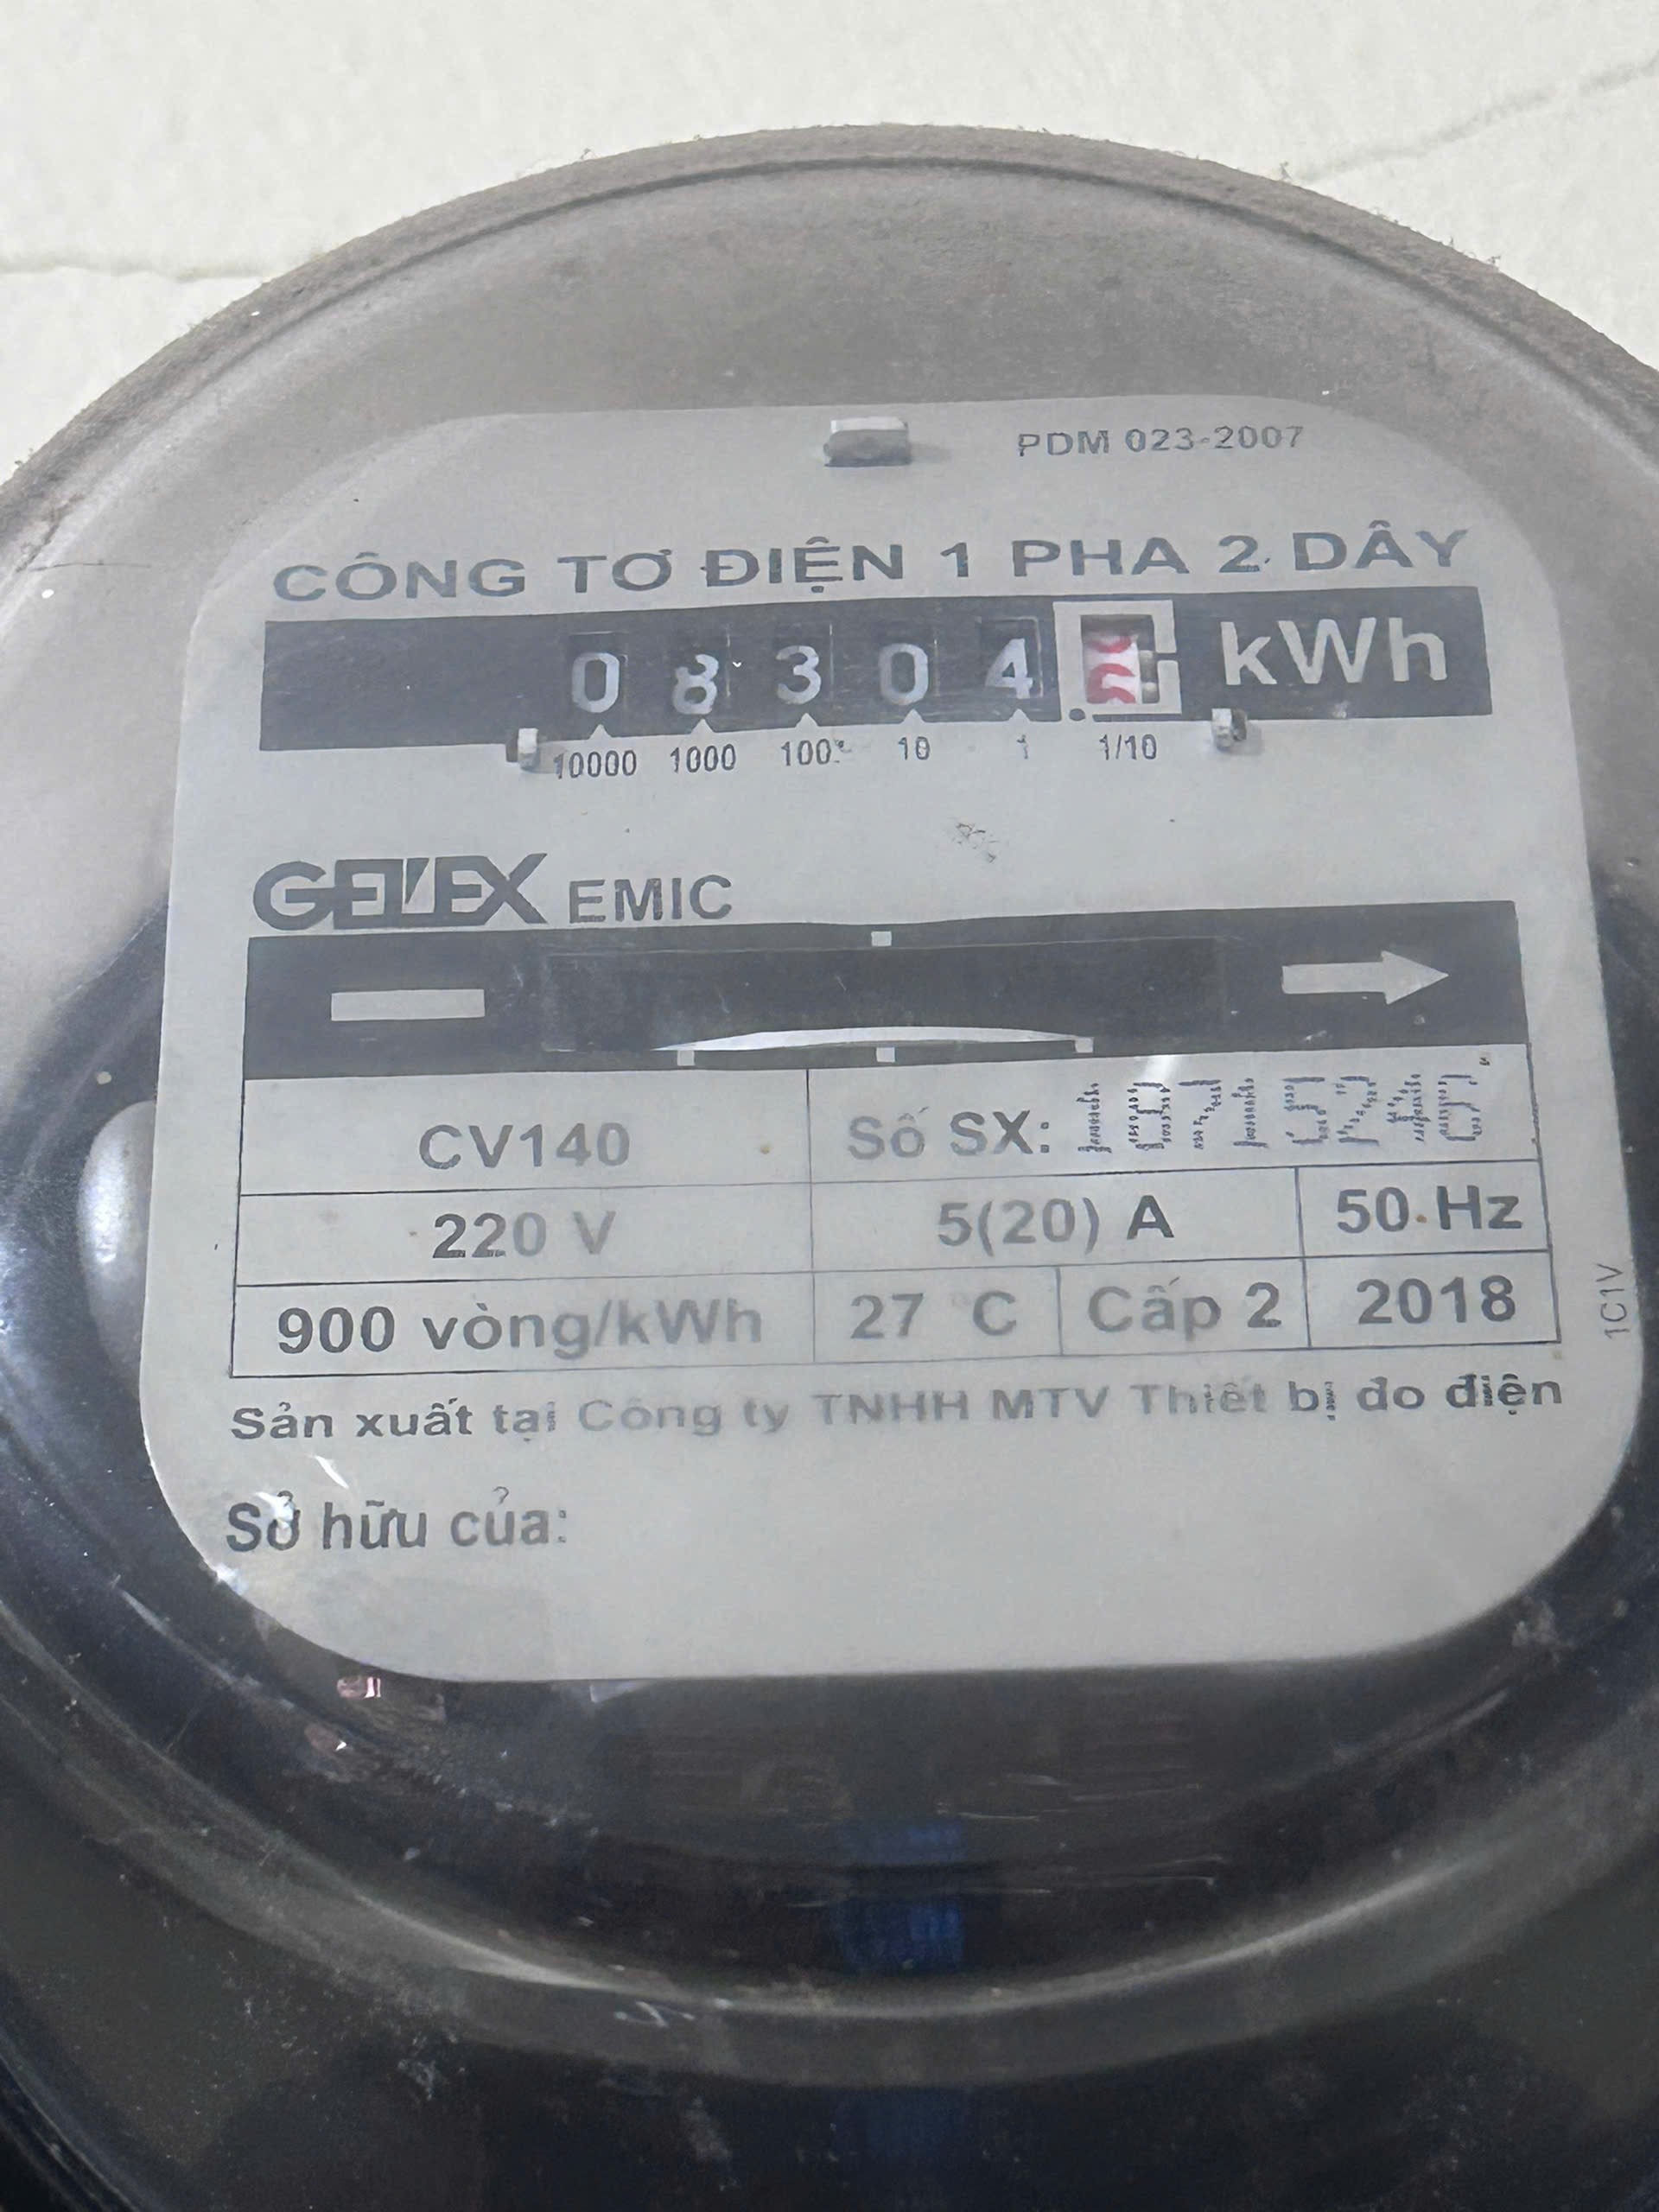 PDM 023-2007
CÔNG TƠ ĐIỆN 1 PHA 2 DÂY
0 8 3 0 4 kWh
10000 1000 100 10 1 1/10
GELEX EMIC
CV140 Số SX:
220 V 5(20) A 50 Hz
900 vòng/kWh 27 C Cấp 2 2018
1C1V
Sản xuất tại Công ty TNHH MTV Thiết bị đo điện
Sở hữu của: